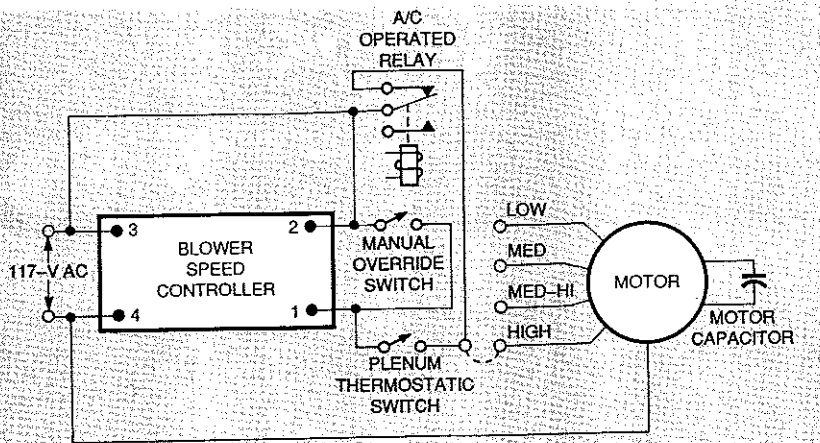 A/C
OPERATED
RELAY
3
2
BLOWER
SPEED
CONTROLLER
117-V AC
4
1
MANUAL
OVERRIDE
SWITCH
PLENUM
THERMOSTATIC
SWITCH
LOW
MED
MED-HI
HIGH
MOTOR
MOTOR
CAPACITOR